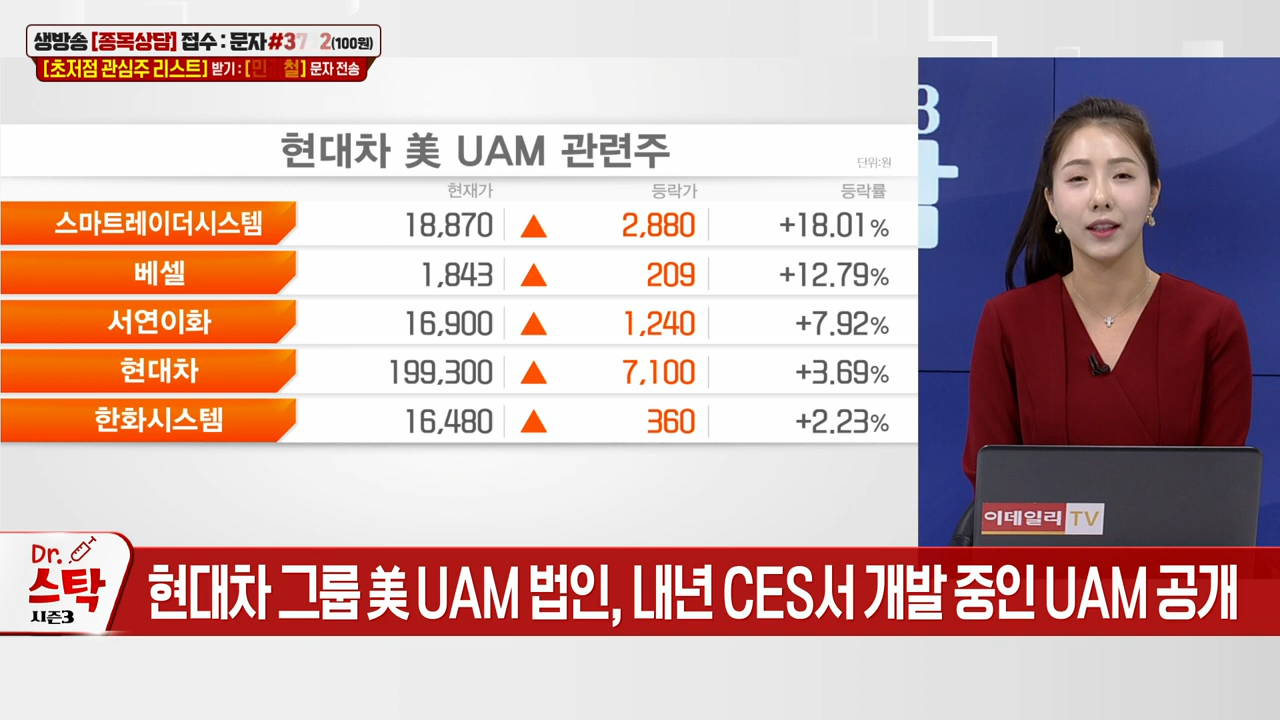 생방송 [종목상담] 접수 : 문자#37 2(100원)
[초저점 관심주 리스트] 받기 : [민 철] 문자 전송
현대차 美 UAM 관련주
단위:원
현재가 등락가 등락률
스마트레이더시스템 18,870 ▲ 2,880 +18.01%
베셀 1,843 ▲ 209 +12.79%
서연이화 16,900 ▲ 1,240 +7.92%
현대차 199,300 ▲ 7,100 +3.69%
한화시스템 16,480 ▲ 360 +2.23%
이데일리 TV
Dr.
스탁
시즌3
현대차 그룹 美 UAM 법인, 내년 CES서 개발 중인 UAM 공개